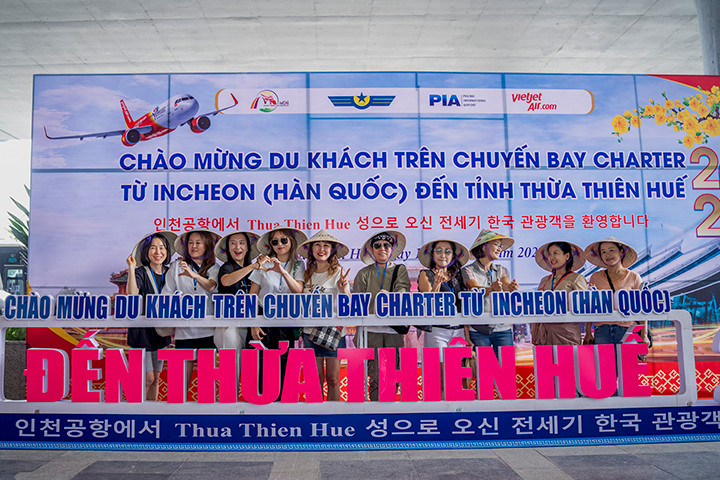 PIA
vietjet Air.com
CHÀO MỪNG DU KHÁCH TRÊN CHUYẾN BAY CHARTER
TỪ INCHEON (HÀN QUỐC) ĐẾN TỈNH THỪA THIÊN HUẾ
인천공항에서 Thua Thien Hue 성으로 오신 전세기 한국 관광객을 환영합니다
CHÀO MỪNG DU KHÁCH TRÊN CHUYẾN BAY CHARTER TỪ INCHEON (HÀN QUỐC)
ĐẾN THỪA THIÊN HUẾ
인천공항에서 Thua Thien Hue 성으로 오신 전세기 한국 관광객